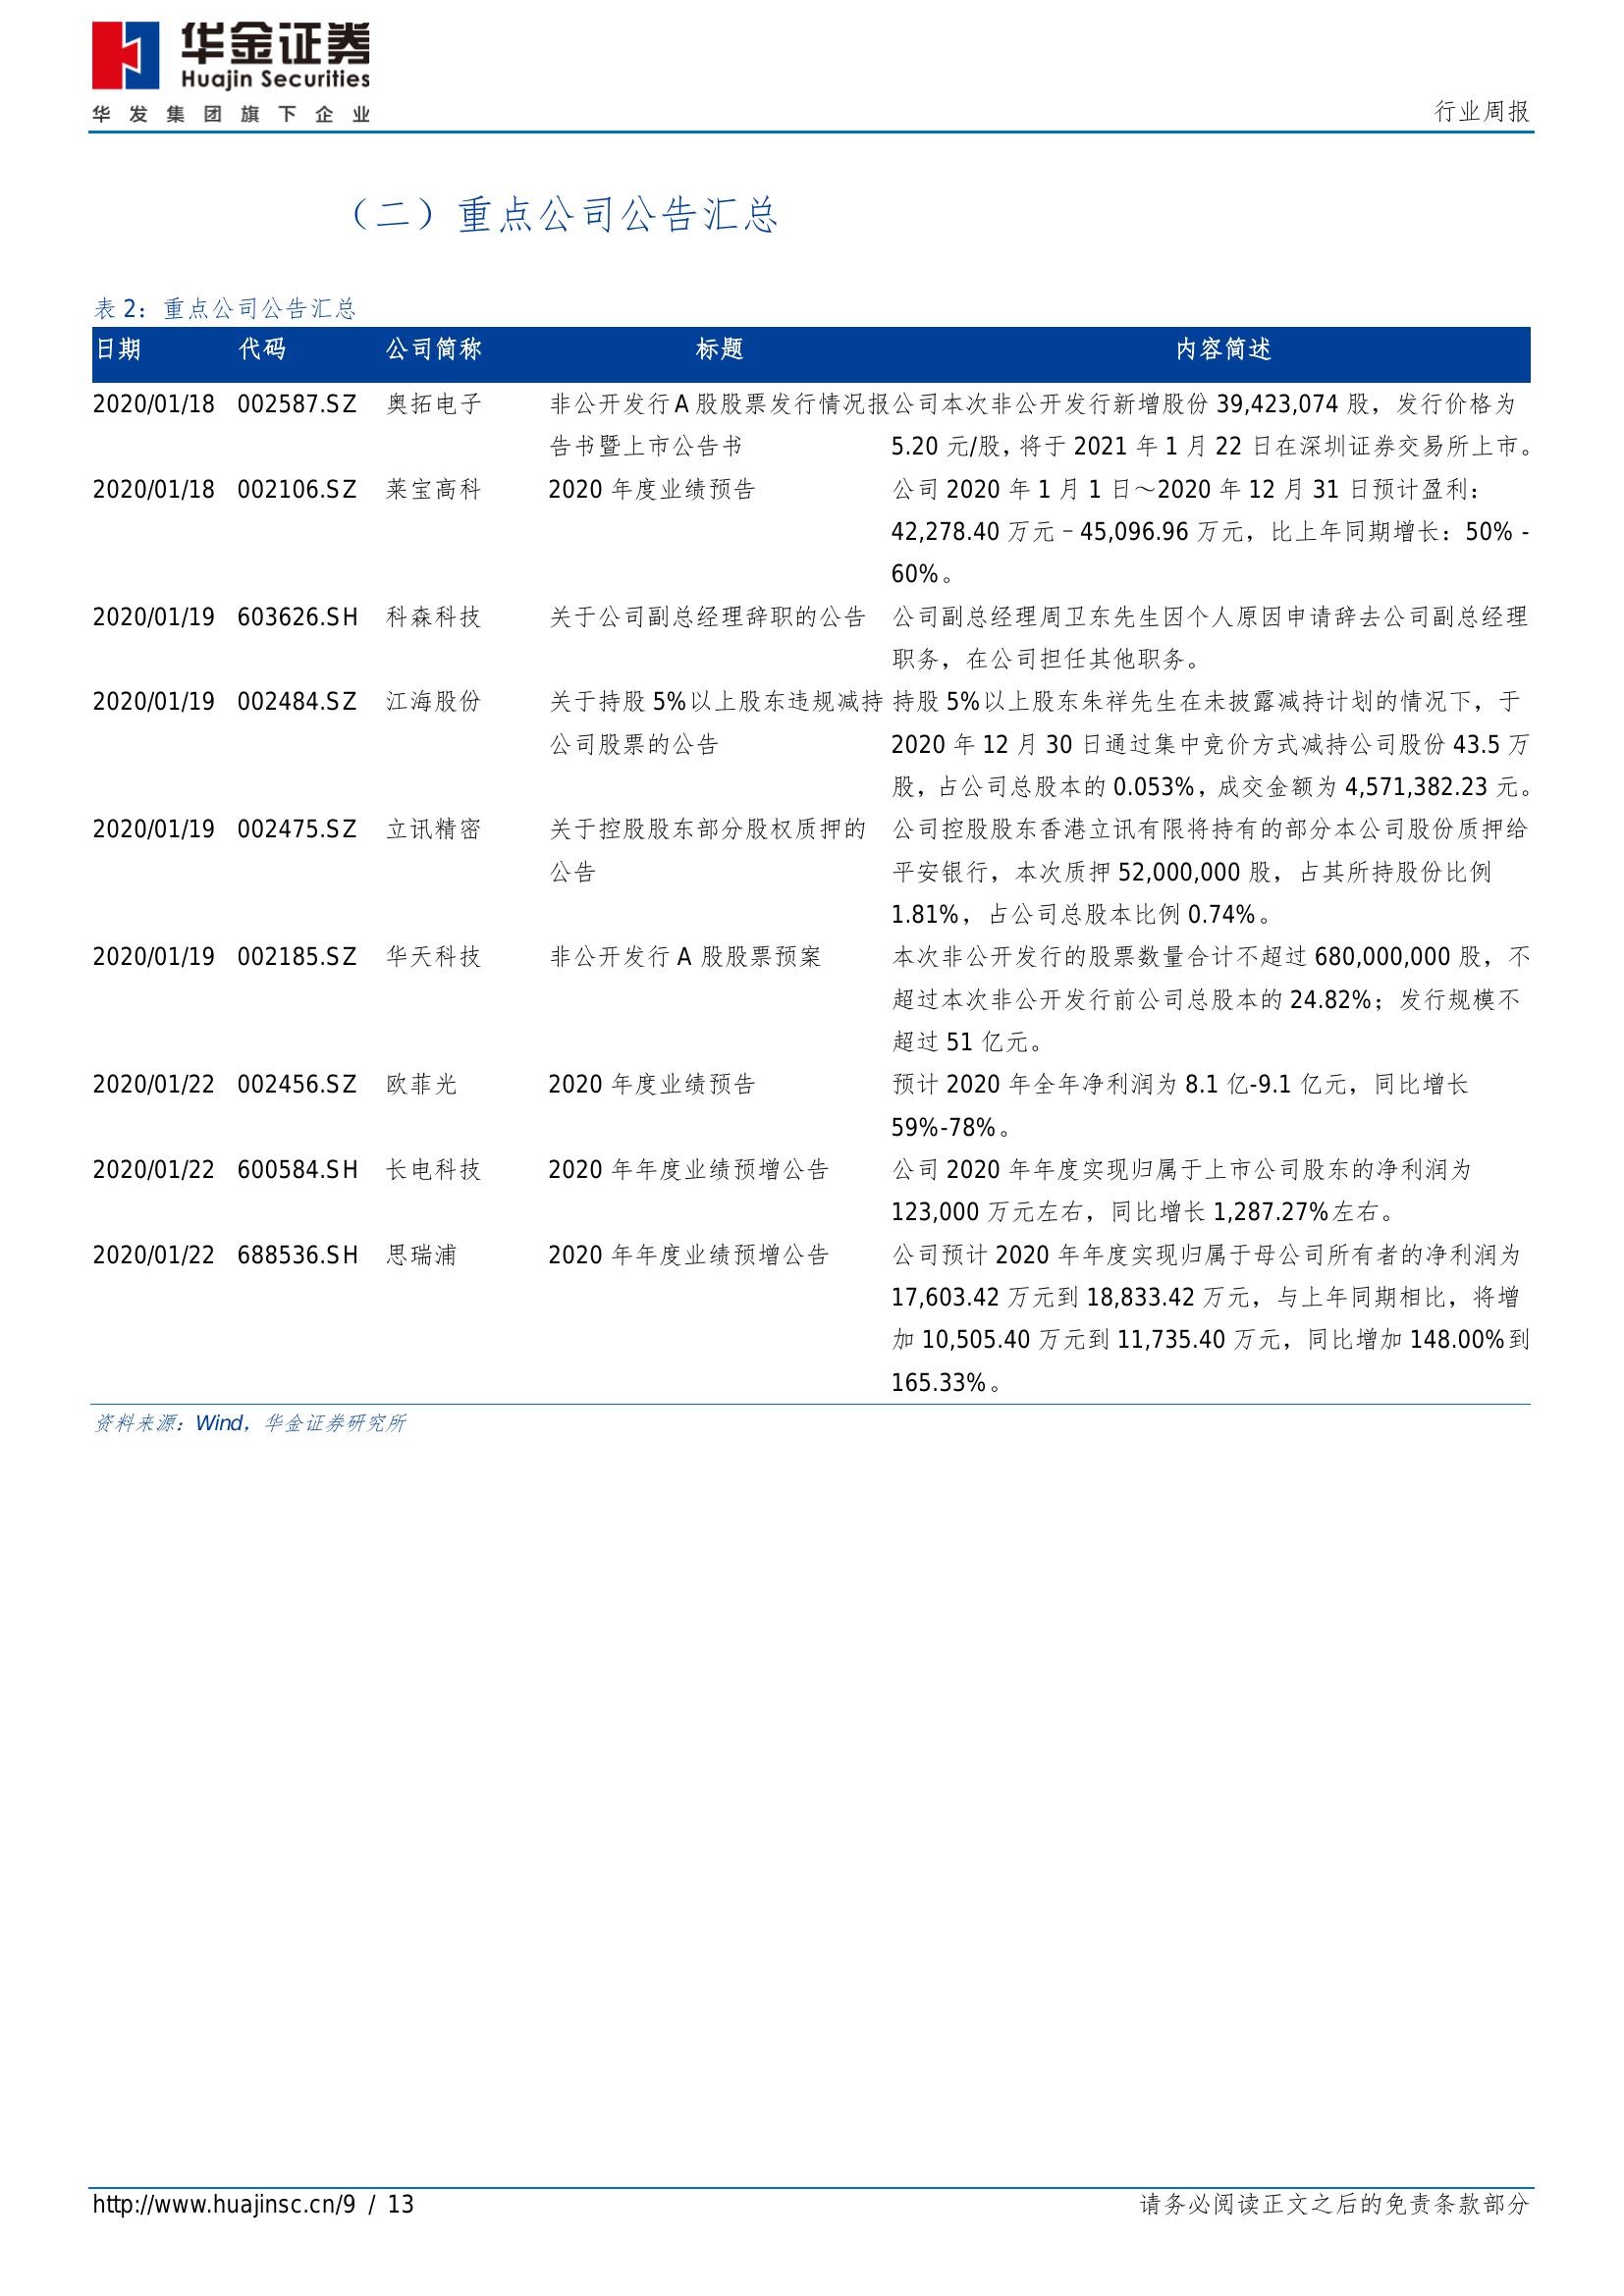 华金证券
Huajin Securities
华发集团旗下企业
行业周报
（二）重点公司公告汇总
表 2：重点公司公告汇总
日期 代码 公司简称 标题 内容简述
2020/01/18 002587.SZ 奥拓电子 非公开发行 A 股股票发行情况报 公司本次非公开发行新增股份 39,423,074 股，发行价格为
告书暨上市公告书 5.20 元/股，将于 2021 年 1 月 22 日在深圳证券交易所上市。
2020/01/18 002106.SZ 莱宝高科 2020 年度业绩预告 公司 2020 年 1 月 1 日～2020 年 12 月 31 日预计盈利：
42,278.40 万元–45,096.96 万元，比上年同期增长：50% -
60%。
2020/01/19 603626.SH 科森科技 关于公司副总经理辞职的公告 公司副总经理周卫东先生因个人原因申请辞去公司副总经理
职务，在公司担任其他职务。
2020/01/19 002484.SZ 江海股份 关于持股 5%以上股东违规减持 持股 5%以上股东朱祥先生在未披露减持计划的情况下，于
公司股票的公告 2020 年 12 月 30 日通过集中竞价方式减持公司股份 43.5 万
股，占公司总股本的 0.053%，成交金额为 4,571,382.23 元。
2020/01/19 002475.SZ 立讯精密 关于控股股东部分股权质押的 公司控股股东香港立讯有限将持有的部分本公司股份质押给
公告 平安银行，本次质押 52,000,000 股，占其所持股份比例
1.81%，占公司总股本比例 0.74%。
2020/01/19 002185.SZ 华天科技 非公开发行 A 股股票预案 本次非公开发行的股票数量合计不超过 680,000,000 股，不
超过本次非公开发行前公司总股本的 24.82%；发行规模不
超过 51 亿元。
2020/01/22 002456.SZ 欧菲光 2020 年度业绩预告 预计 2020 年全年净利润为 8.1 亿-9.1 亿元，同比增长
59%-78%。
2020/01/22 600584.SH 长电科技 2020 年年度业绩预增公告 公司 2020 年年度实现归属于上市公司股东的净利润为
123,000 万元左右，同比增长 1,287.27%左右。
2020/01/22 688536.SH 思瑞浦 2020 年年度业绩预增公告 公司预计 2020 年年度实现归属于母公司所有者的净利润为
17,603.42 万元到 18,833.42 万元，与上年同期相比，将增
加 10,505.40 万元到 11,735.40 万元，同比增加 148.00%到
165.33%。
资料来源：Wind，华金证券研究所
http://www.huajinsc.cn/9 / 13 请务必阅读正文之后的免责条款部分